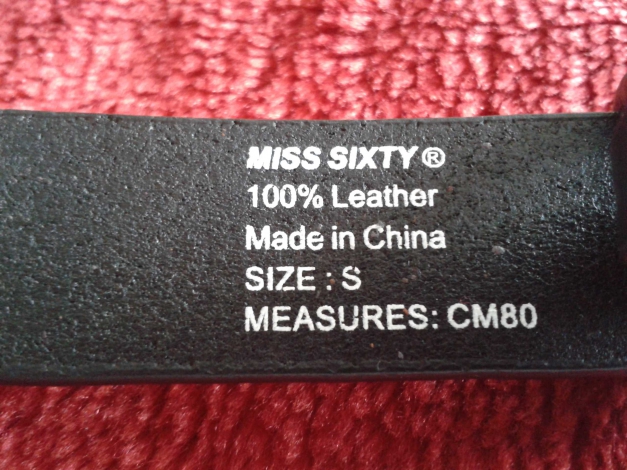 MISS SIXTY®
100% Leather
Made in China
SIZE : S
MEASURES: CM80